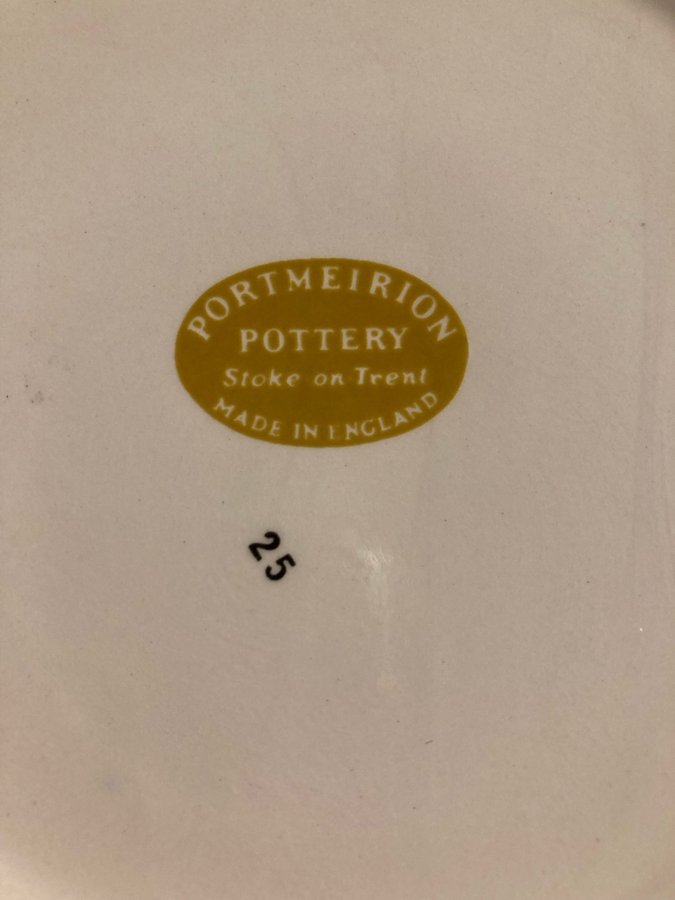 PORTMEIRION
POTTERY
Stoke on Trent
MADE IN ENGLAND
25